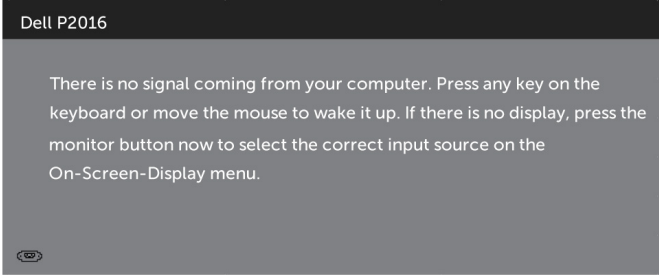 Dell P2016
There is no signal coming from your computer. Press any key on the
keyboard or move the mouse to wake it up. If there is no display, press the
monitor button now to select the correct input source on the
On-Screen-Display menu.